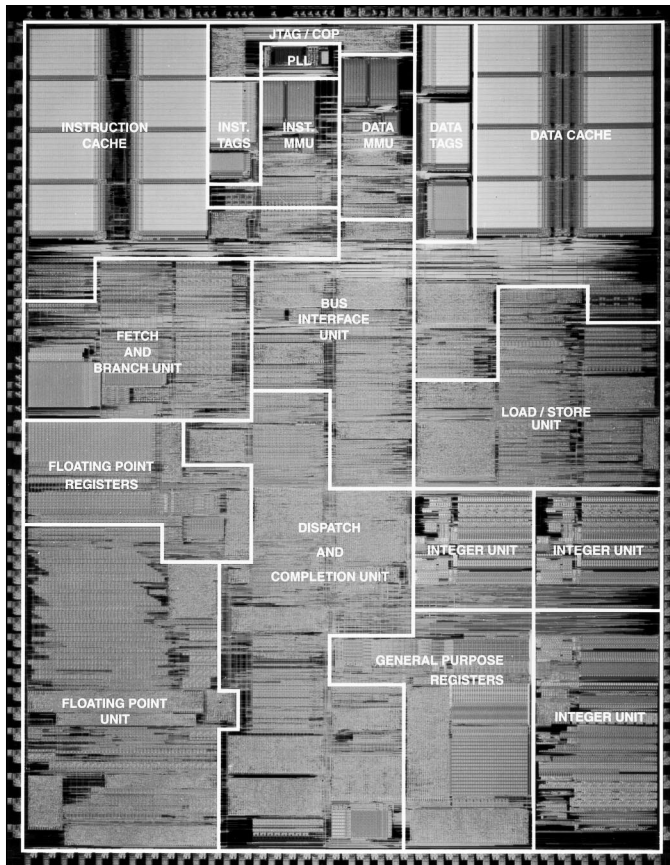 JTAG / COP
PLL
INSTRUCTION
CACHE
INST.
TAGS
INST.
MMU
DATA
MMU
DATA
TAGS
DATA CACHE
BUS
INTERFACE
UNIT
FETCH
AND
BRANCH UNIT
LOAD / STORE
UNIT
FLOATING POINT
REGISTERS
DISPATCH
AND
COMPLETION UNIT
INTEGER UNIT
INTEGER UNIT
GENERAL PURPOSE
REGISTERS
FLOATING POINT
UNIT
INTEGER UNIT